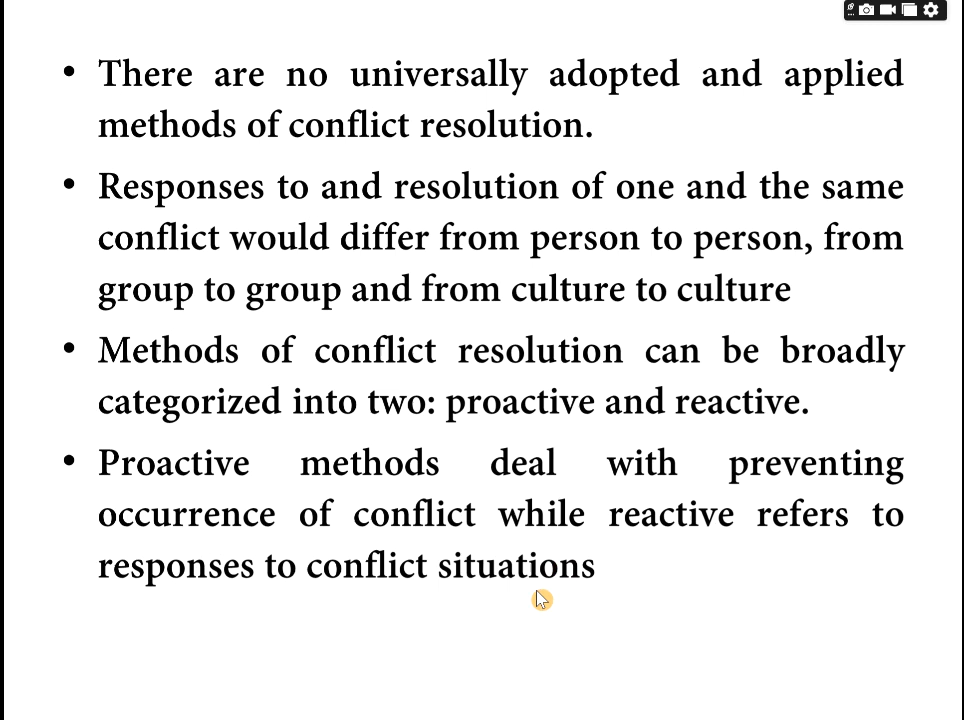 • There are no universally adopted and applied
methods of conflict resolution.
• Responses to and resolution of one and the same
conflict would differ from person to person, from
group to group and from culture to culture
• Methods of conflict resolution can be broadly
categorized into two: proactive and reactive.
• Proactive methods deal with preventing
occurrence of conflict while reactive refers to
responses to conflict situations